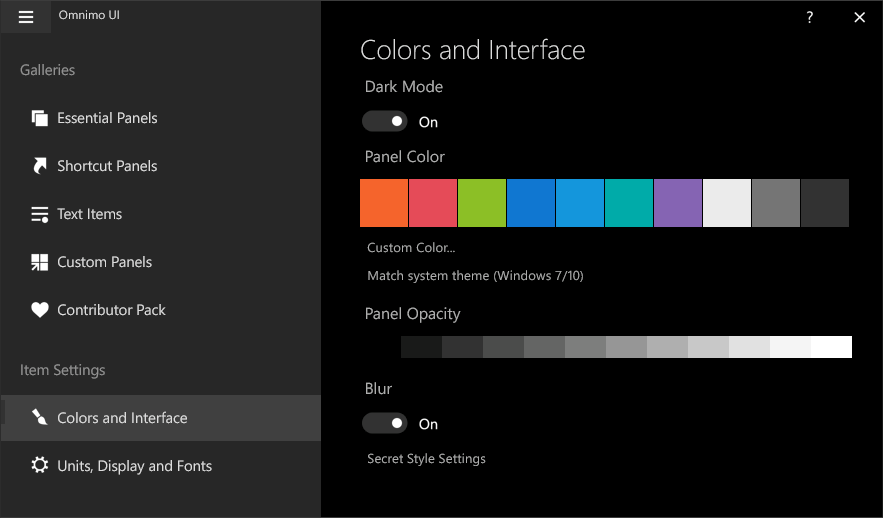 Omnimo UI
?
Galleries
Essential Panels
Shortcut Panels
Text Items
Custom Panels
Contributor Pack
Item Settings
Colors and Interface
Units, Display and Fonts
Colors and Interface
Dark Mode
On
Panel Color
Custom Color...
Match system theme (Windows 7/10)
Panel Opacity
Blur
On
Secret Style Settings